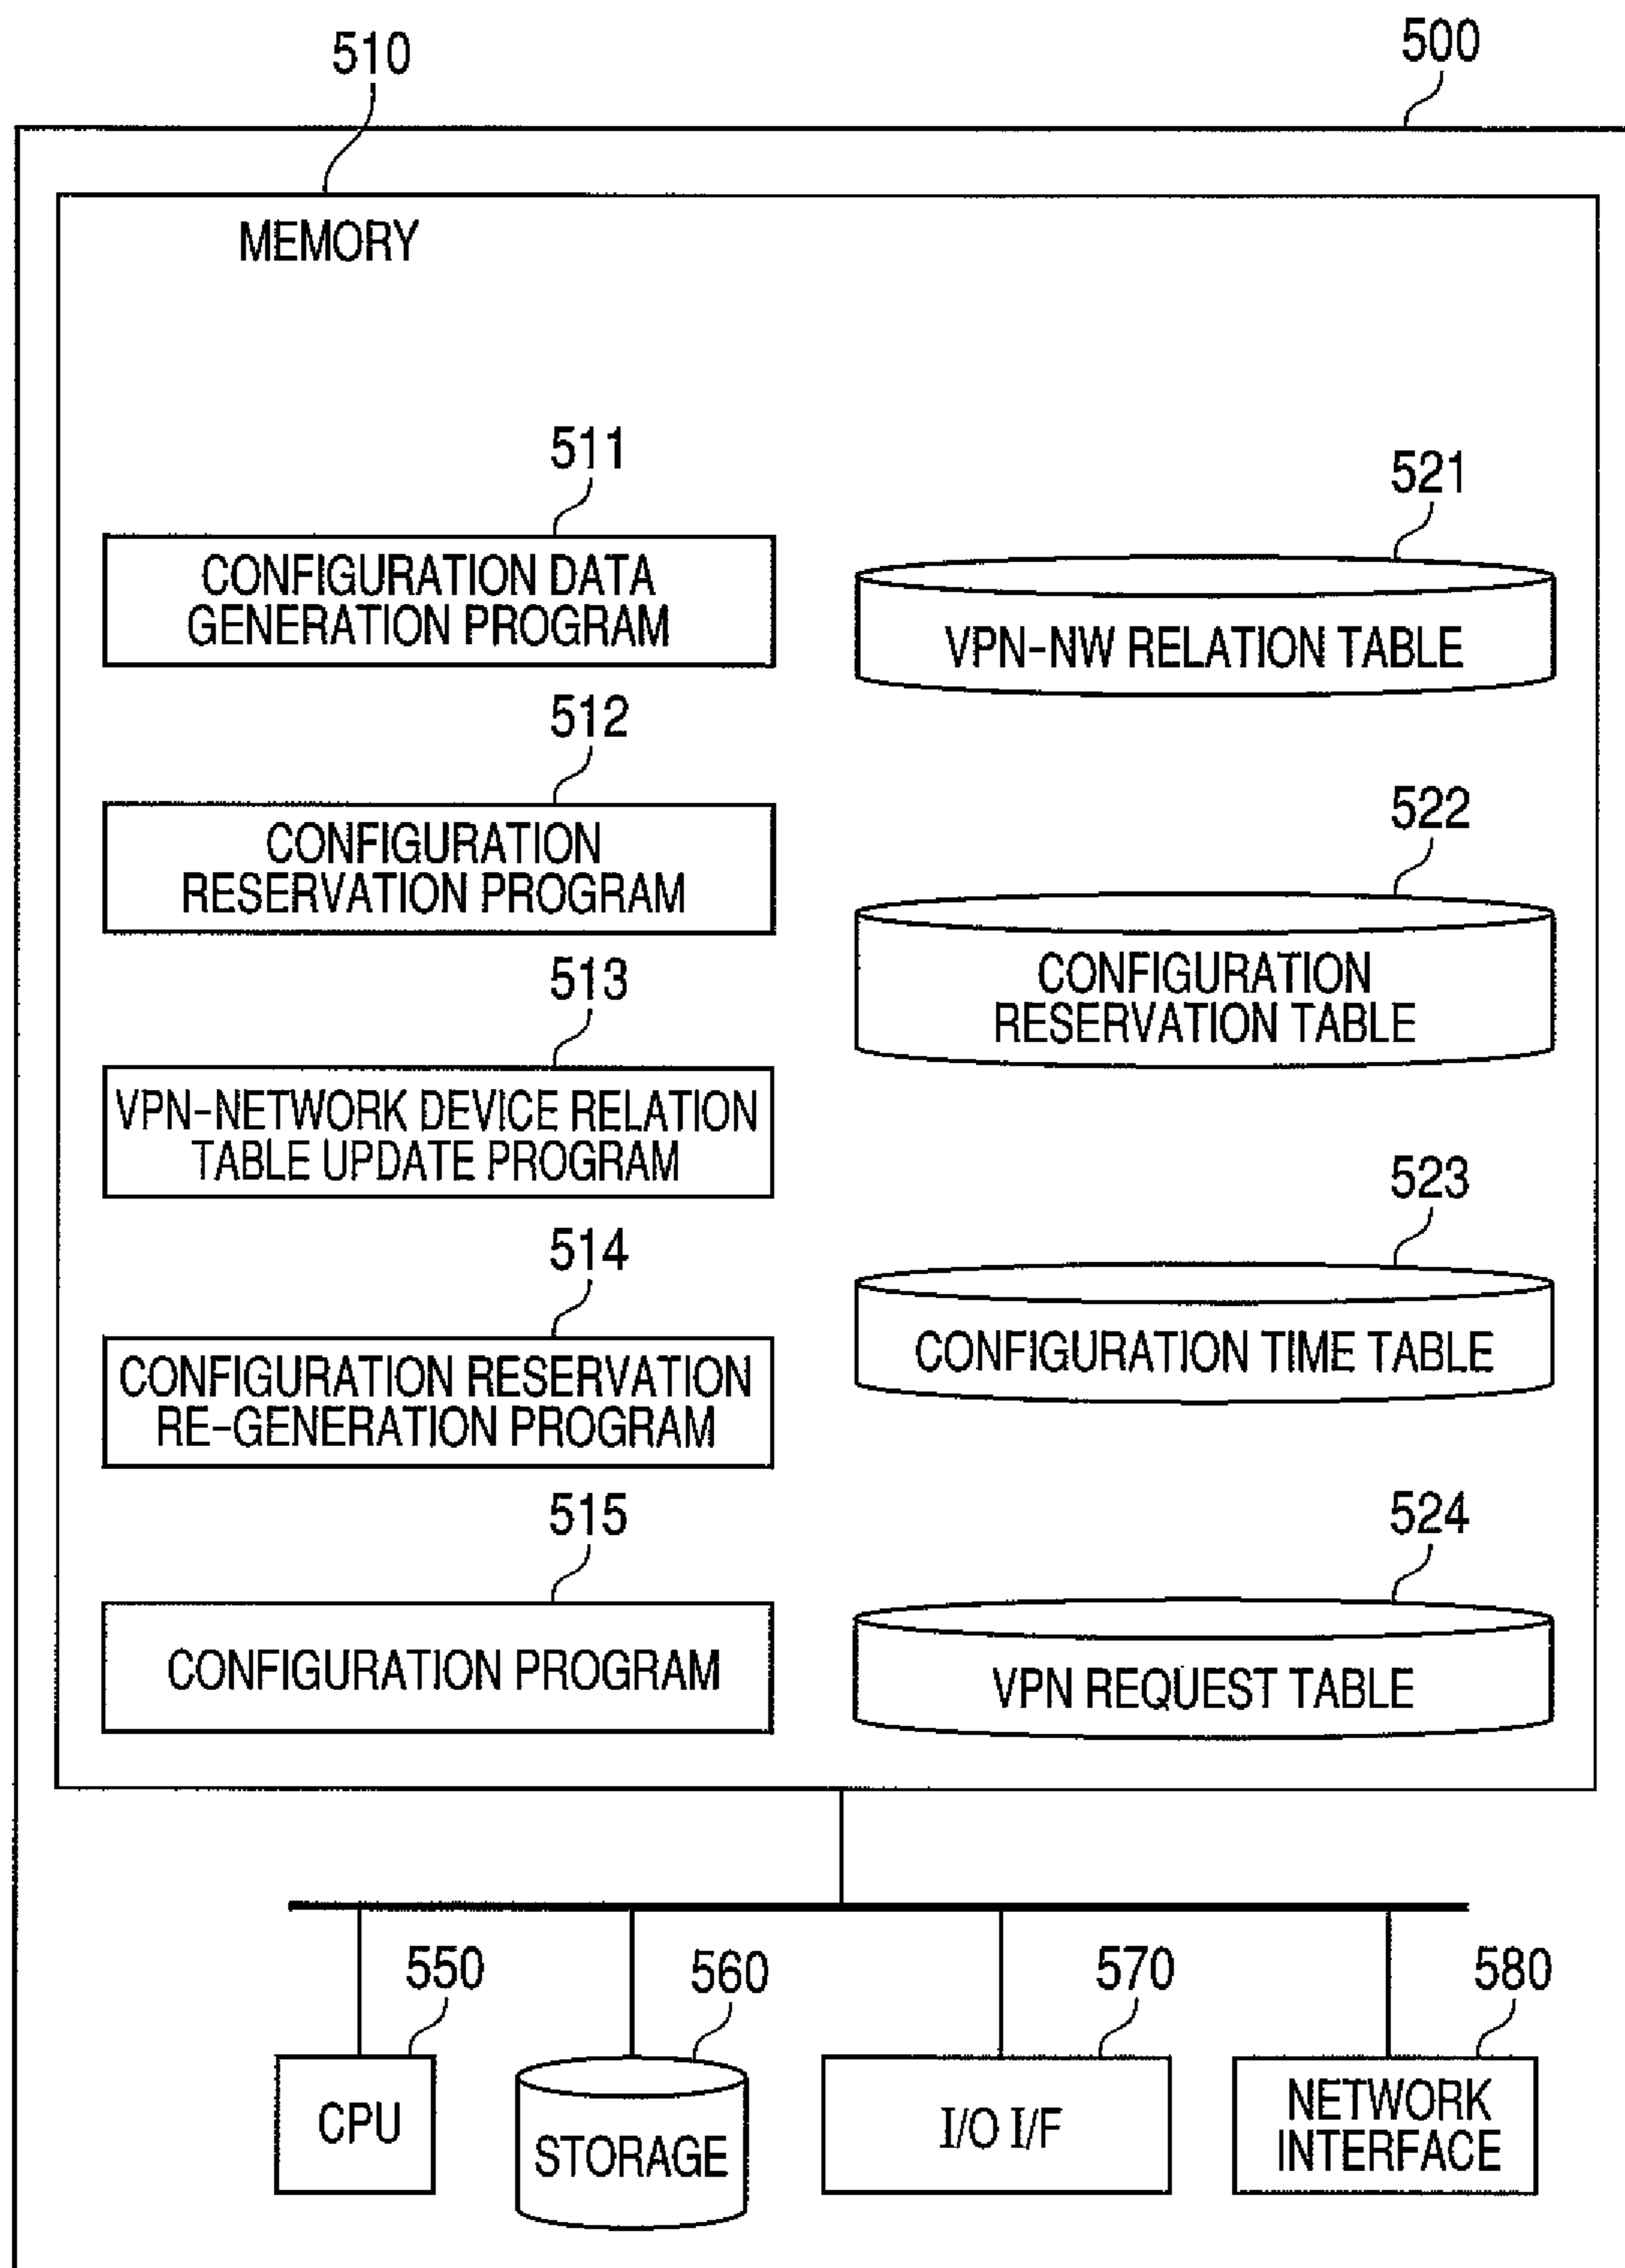 510
500
MEMORY
511
CONFIGURATION DATA
GENERATION PROGRAM
521
VPN-NW RELATION TABLE
512
CONFIGURATION
RESERVATION PROGRAM
522
CONFIGURATION
RESERVATION TABLE
513
VPN-NETWORK DEVICE RELATION
TABLE UPDATE PROGRAM
523
CONFIGURATION TIME TABLE
514
CONFIGURATION RESERVATION
RE-GENERATION PROGRAM
515
CONFIGURATION PROGRAM
524
VPN REQUEST TABLE
550
CPU
560
STORAGE
570
I/O I/F
580
NETWORK
INTERFACE